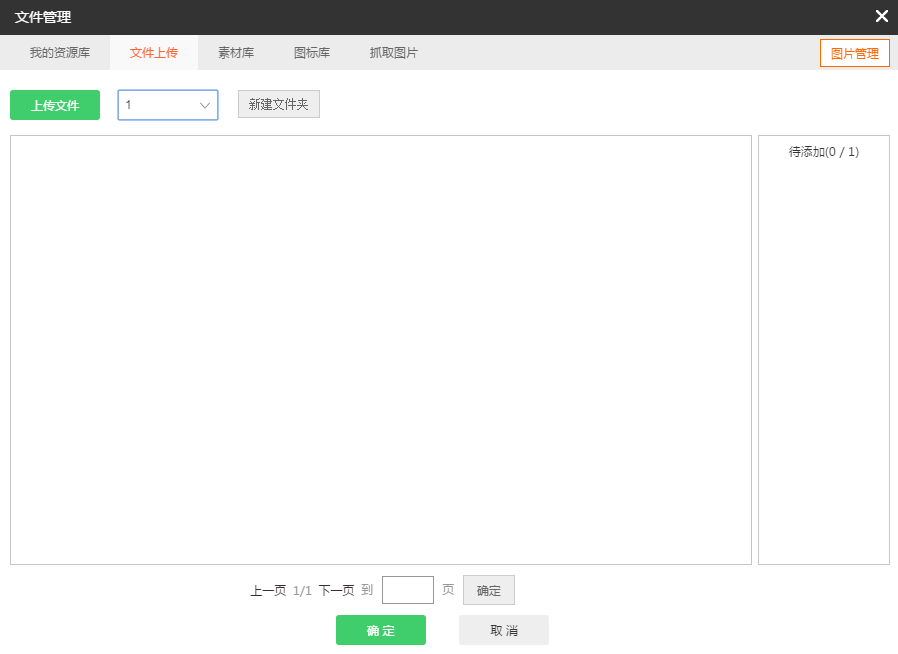 文件管理
我的资源库 文件上传 素材库 图标库 抓取图片 图片管理
上传文件 1 新建文件夹
待添加(0 / 1)
上一页 1/1 下一页 到 页 确定
确 定 取 消